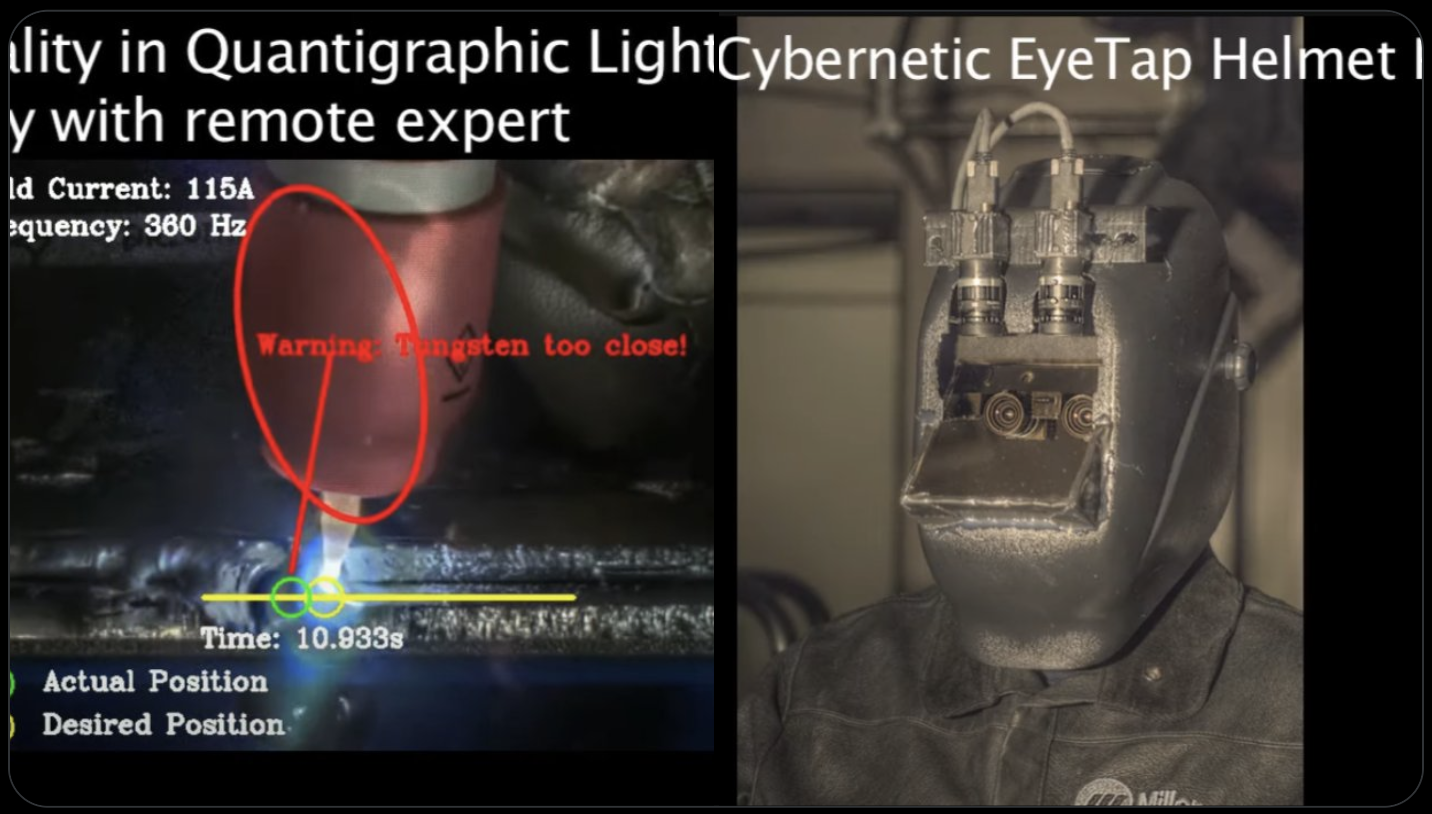 ality in Quantigraphic Light
y with remote expert
ld Current: 115A
equency: 360 Hz
Warning: Tungsten too close!
Time: 10.933s
Actual Position
Desired Position
Cybernetic EyeTap Helmet
Miller